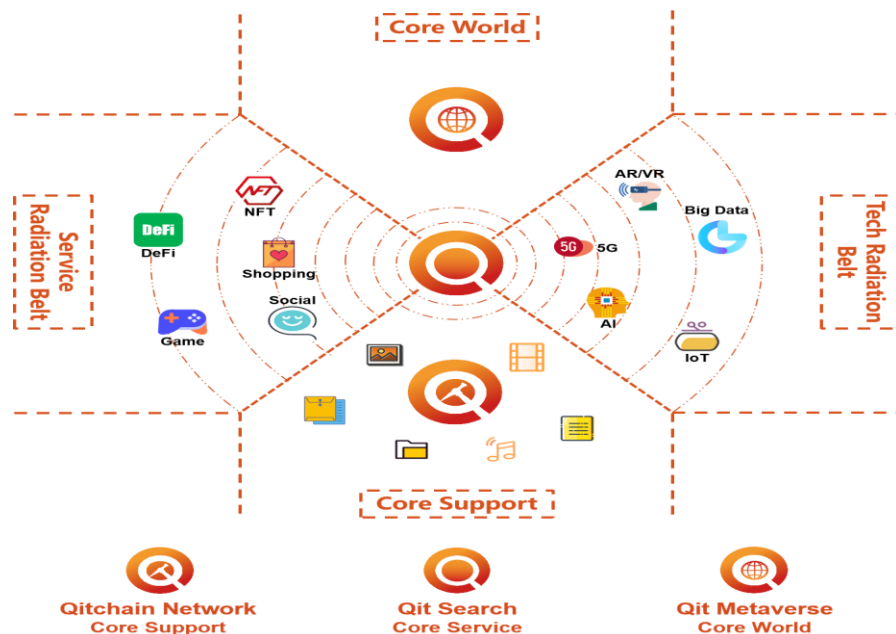 Core World
AR/VR
NFT
NFT
Big Data
Service
Radiation Belt
Tech Radiation
Belt
DeFi
DeFi
5G
5G
Shopping
Social
AI
Game
IoT
Core Support
Qitchain Network
Core Support
Qit Search
Core Service
Qit Metaverse
Core World